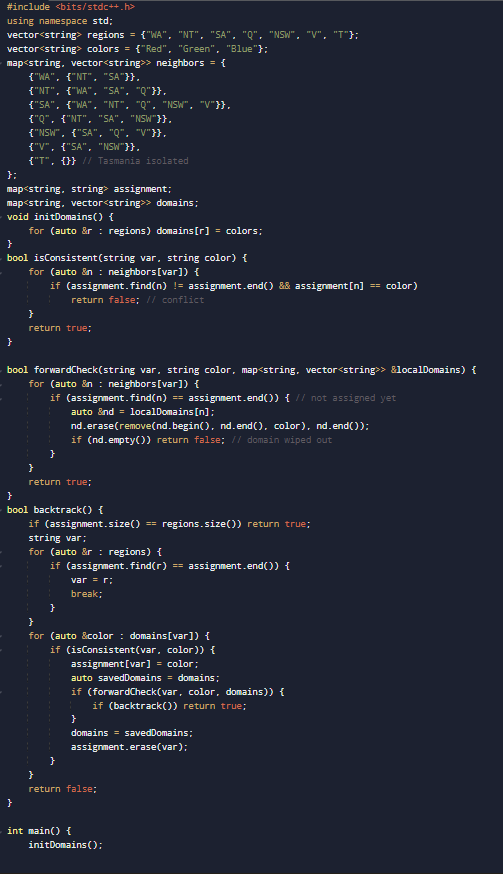 #include <bits/stdc++.h>
using namespace std;
vector<string> regions = {"WA", "NT", "SA", "Q", "NSW", "V", "T"};
vector<string> colors = {"Red", "Green", "Blue"};
map<string, vector<string>> neighbors = {
    {"WA", {"NT", "SA"}},
    {"NT", {"WA", "SA", "Q"}},
    {"SA", {"WA", "NT", "Q", "NSW", "V"}},
    {"Q", {"NT", "SA", "NSW"}},
    {"NSW", {"SA", "Q", "V"}},
    {"V", {"SA", "NSW"}},
    {"T", {}} // Tasmania isolated
};
map<string, string> assignment;
map<string, vector<string>> domains;
void initDomains() {
    for (auto &r : regions) domains[r] = colors;
}
bool isConsistent(string var, string color) {
    for (auto &n : neighbors[var]) {
        if (assignment.find(n) != assignment.end() && assignment[n] == color)
            return false; // conflict
    }
    return true;
}

bool forwardCheck(string var, string color, map<string, vector<string>> &localDomains) {
    for (auto &n : neighbors[var]) {
        if (assignment.find(n) == assignment.end()) { // not assigned yet
            auto &nd = localDomains[n];
            nd.erase(remove(nd.begin(), nd.end(), color), nd.end());
            if (nd.empty()) return false; // domain wiped out
        }
    }
    return true;
}
bool backtrack() {
    if (assignment.size() == regions.size()) return true;
    string var;
    for (auto &r : regions) {
        if (assignment.find(r) == assignment.end()) {
            var = r;
            break;
        }
    }
    for (auto &color : domains[var]) {
        if (isConsistent(var, color)) {
            assignment[var] = color;
            auto savedDomains = domains;
            if (forwardCheck(var, color, domains)) {
                if (backtrack()) return true;
            }
            domains = savedDomains;
            assignment.erase(var);
        }
    }
    return false;
}

int main() {
    initDomains();